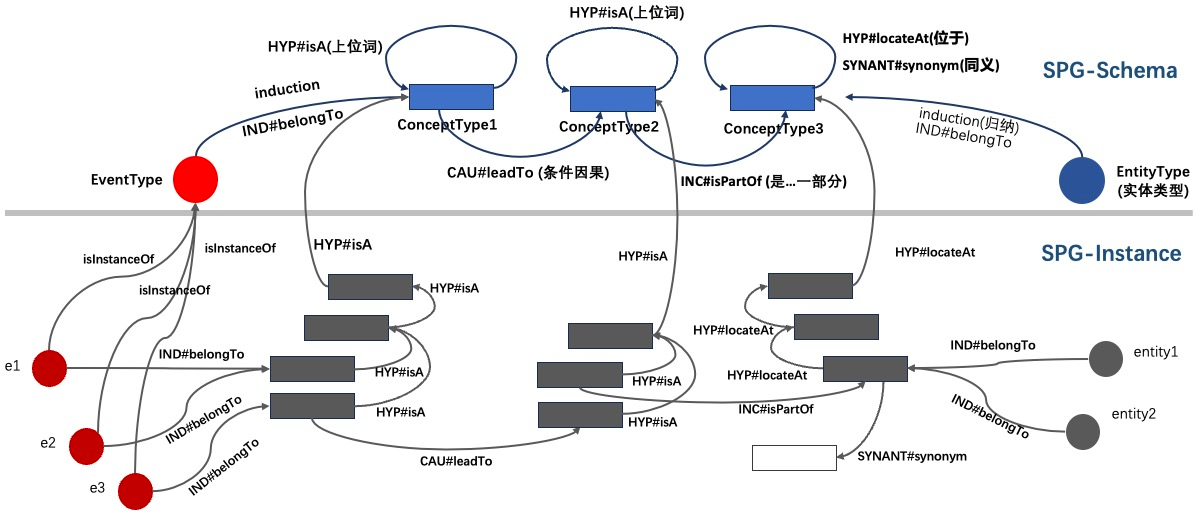 HYP#isA(上位词)
HYP#isA(上位词)
HYP#locateAt(位于)
SYNANT#synonym(同义)
SPG-Schema
induction
IND#belongTo
ConceptType1
ConceptType2
ConceptType3
induction(归纳)
IND#belongTo
CAU#leadTo (条件因果)
INC#isPartOf (是...一部分)
EventType
EntityType
(实体类型)
SPG-Instance
isInstanceOf
isInstanceOf
isInstanceOf
HYP#isA
HYP#isA
HYP#locateAt
HYP#isA
HYP#locateAt
e1
IND#belongTo
HYP#isA
HYP#isA
HYP#locateAt
IND#belongTo
entity1
e2
IND#belongTo
HYP#isA
HYP#isA
INC#isPartOf
IND#belongTo
entity2
e3
IND#belongTo
CAU#leadTo
SYNANT#synonym